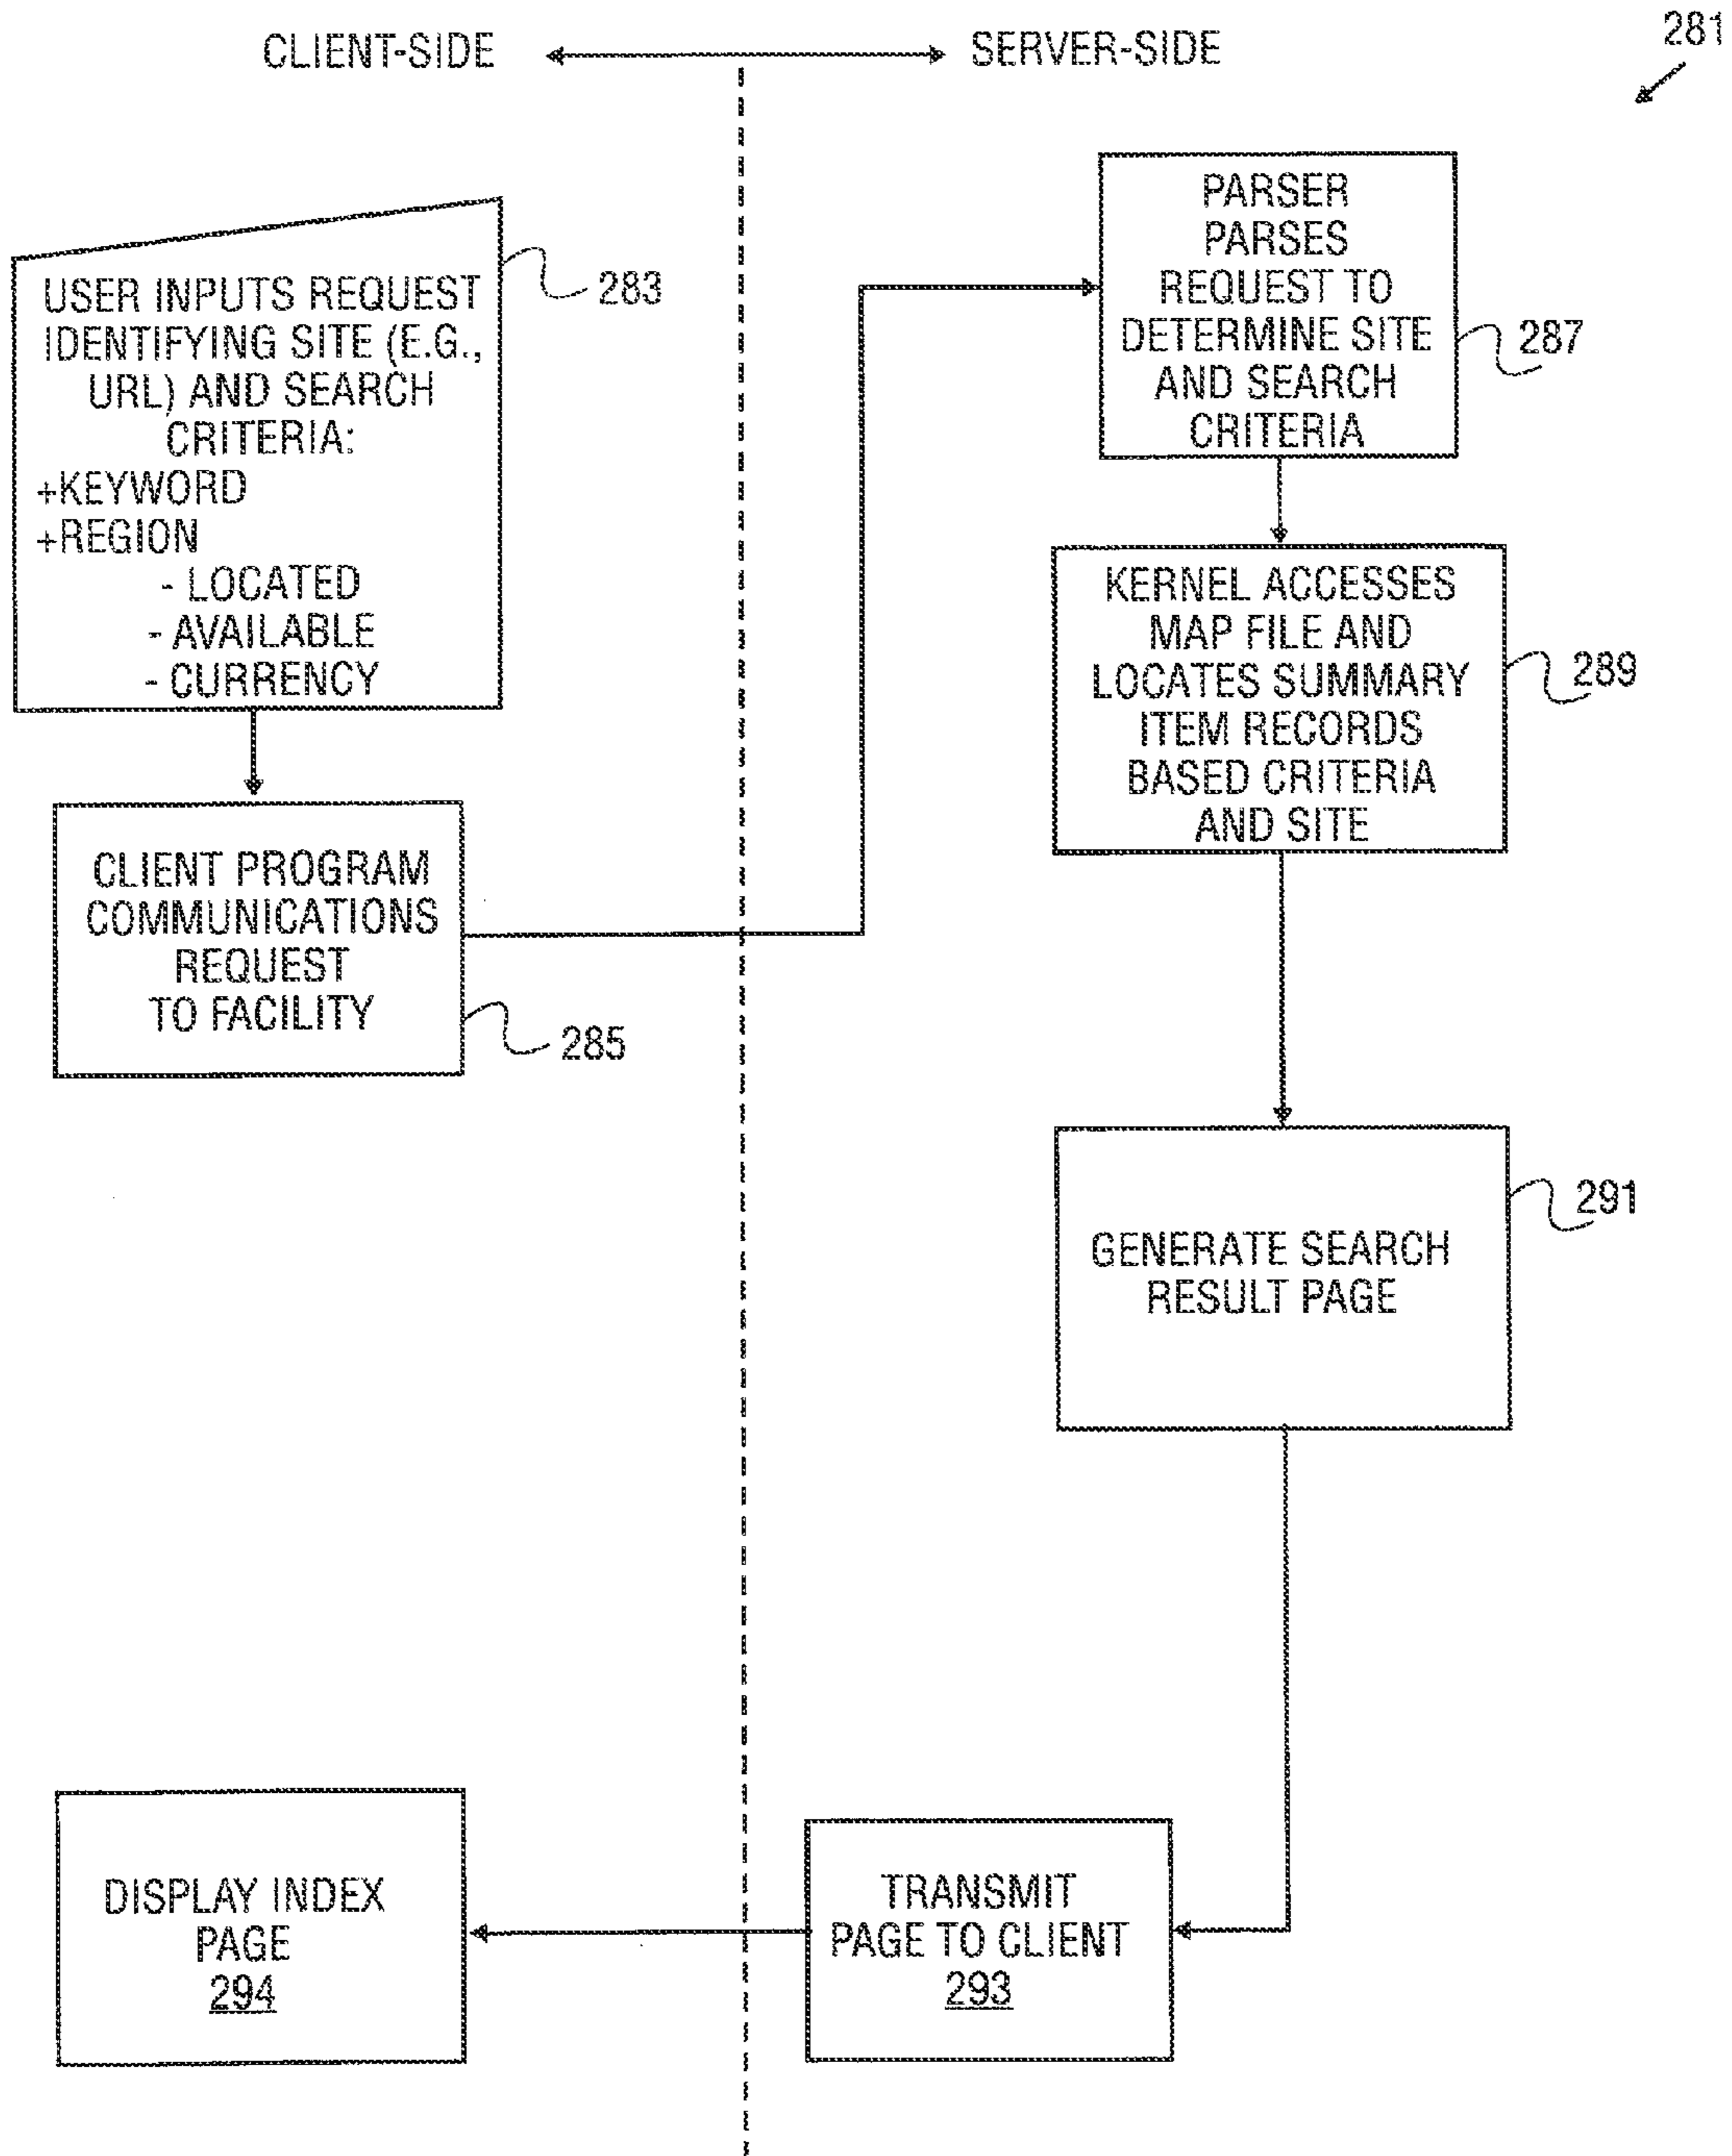 281
CLIENT-SIDE
SERVER-SIDE
USER INPUTS REQUEST
IDENTIFYING SITE (E.G.,
URL) AND SEARCH
CRITERIA:
+KEYWORD
+REGION
- LOCATED
- AVAILABLE
- CURRENCY
283
CLIENT PROGRAM
COMMUNICATIONS
REQUEST
TO FACILITY
285
PARSER
PARSES
REQUEST TO
DETERMINE SITE
AND SEARCH
CRITERIA
287
KERNEL ACCESSES
MAP FILE AND
LOCATES SUMMARY
ITEM RECORDS
BASED CRITERIA
AND SITE
289
GENERATE SEARCH
RESULT PAGE
291
TRANSMIT
PAGE TO CLIENT
293
DISPLAY INDEX
PAGE
294